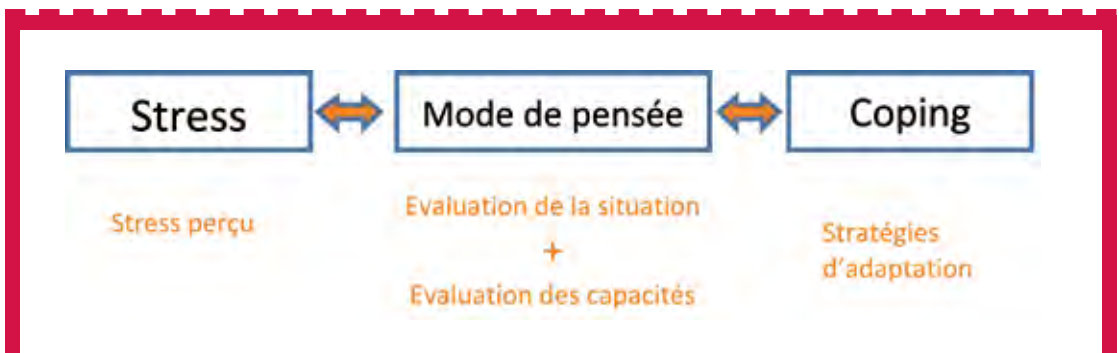 Stress
Mode de pensée
Coping
Stress perçu
Evaluation de la situation
+
Evaluation des capacités
Stratégies
d'adaptation